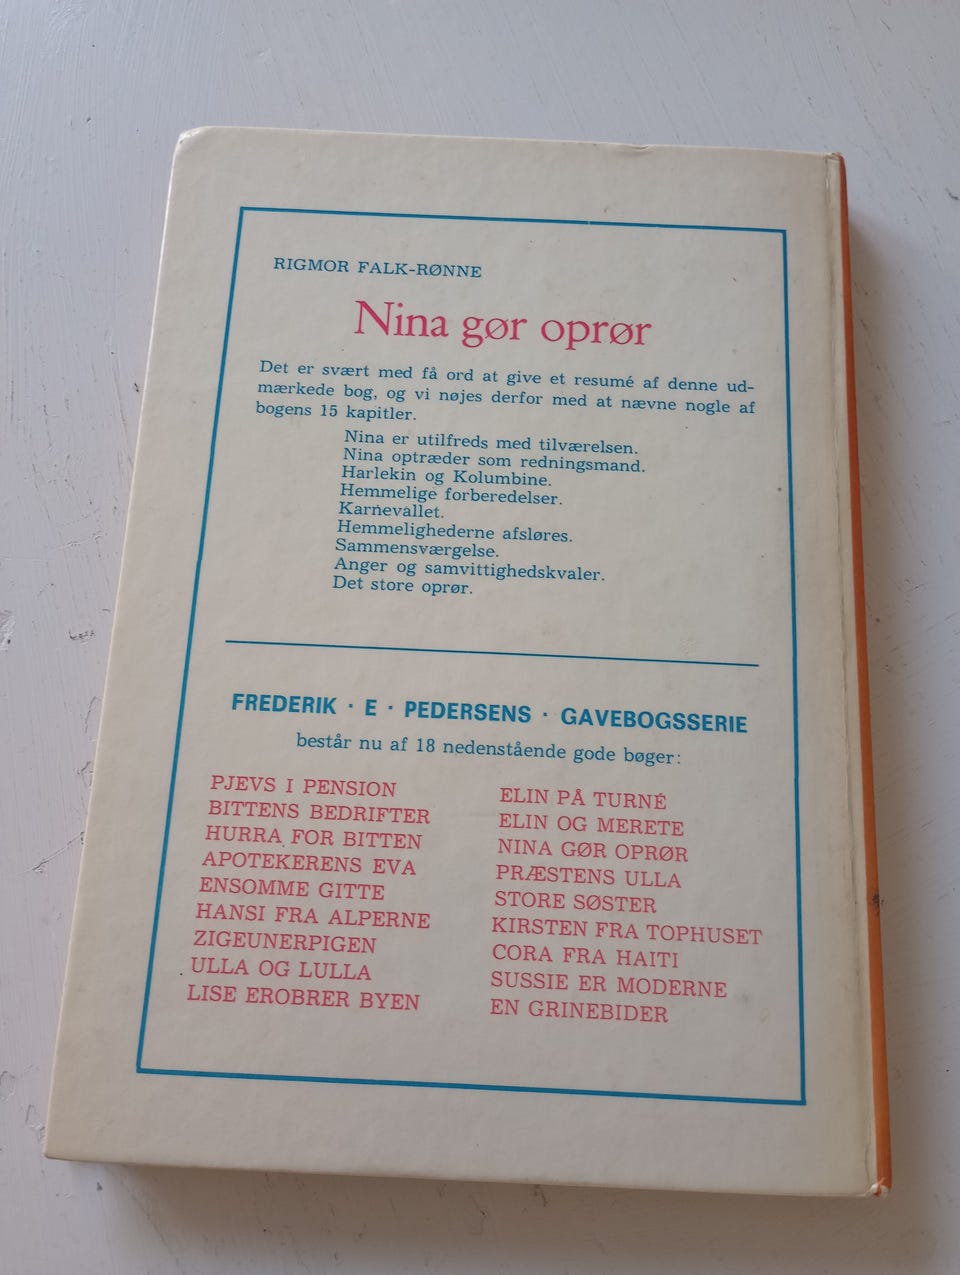 RIGMOR FALK-RØNNE
Nina gør oprør
Det er svært med få ord at give et resumé af denne ud-
mærkede bog, og vi nøjes derfor med at nævne nogle af
bogens 15 kapitler.
Nina er utilfreds med tilværelsen.
Nina optræder som redningsmand.
Harlekin og Kolumbine.
Hemmelige forberedelser.
Karnevallet.
Hemmelighederne afsløres.
Sammensværgelse.
Anger og samvittighedskvaler.
Det store oprør.
FREDERIK · E · PEDERSENS · GAVEBOGSSERIE
består nu af 18 nedenstående gode bøger:
PJEVS I PENSION
BITTENS BEDRIFTER
HURRA FOR BITTEN
APOTEKERENS EVA
ENSOMME GITTE
HANSI FRA ALPERNE
ZIGEUNERPIGEN
ULLA OG LULLA
LISE EROBRER BYEN
ELIN PÅ TURNÉ
ELIN OG MERETE
NINA GØR OPRØR
PRÆSTENS ULLA
STORE SØSTER
KIRSTEN FRA TOPHUSET
CORA FRA HAITI
SUSSIE ER MODERNE
EN GRINEBIDER